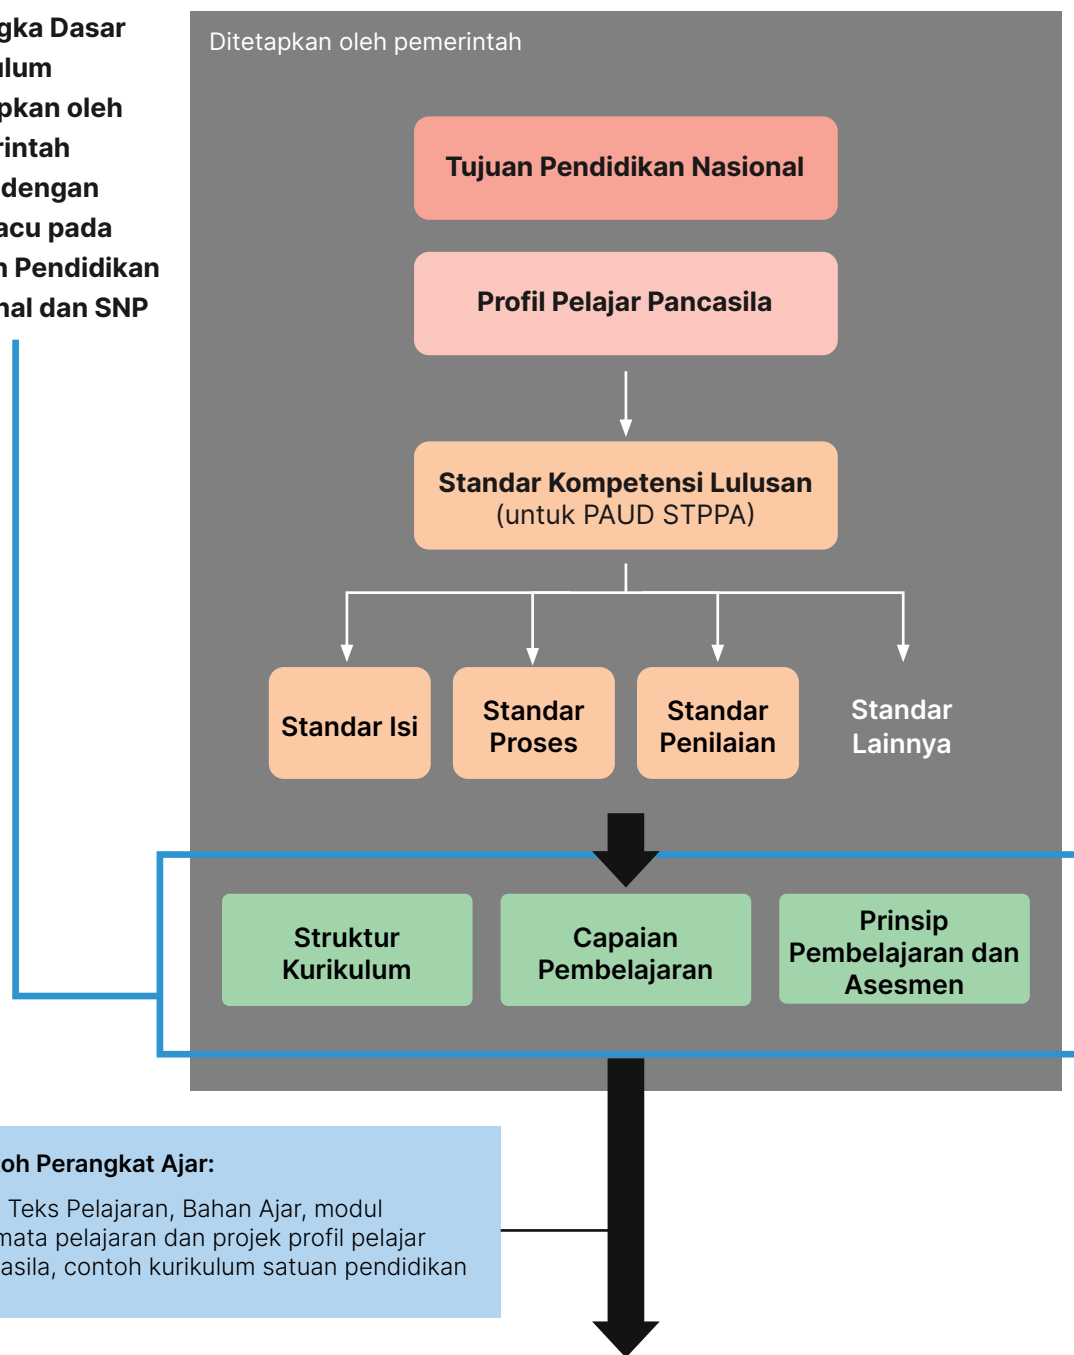 gka Dasar
ulum
pkan oleh
rintah
dengan
acu pada
n Pendidikan
nal dan SNP
Ditetapkan oleh pemerintah
Tujuan Pendidikan Nasional
Profil Pelajar Pancasila
Standar Kompetensi Lulusan
(untuk PAUD STPPA)
Standar Isi
Standar
Proses
Standar
Penilaian
Standar
Lainnya
Struktur
Kurikulum
Capaian
Pembelajaran
Prinsip
Pembelajaran dan
Asesmen
oh Perangkat Ajar:
Teks Pelajaran, Bahan Ajar, modul
mata pelajaran dan projek profil pelajar
asila, contoh kurikulum satuan pendidikan